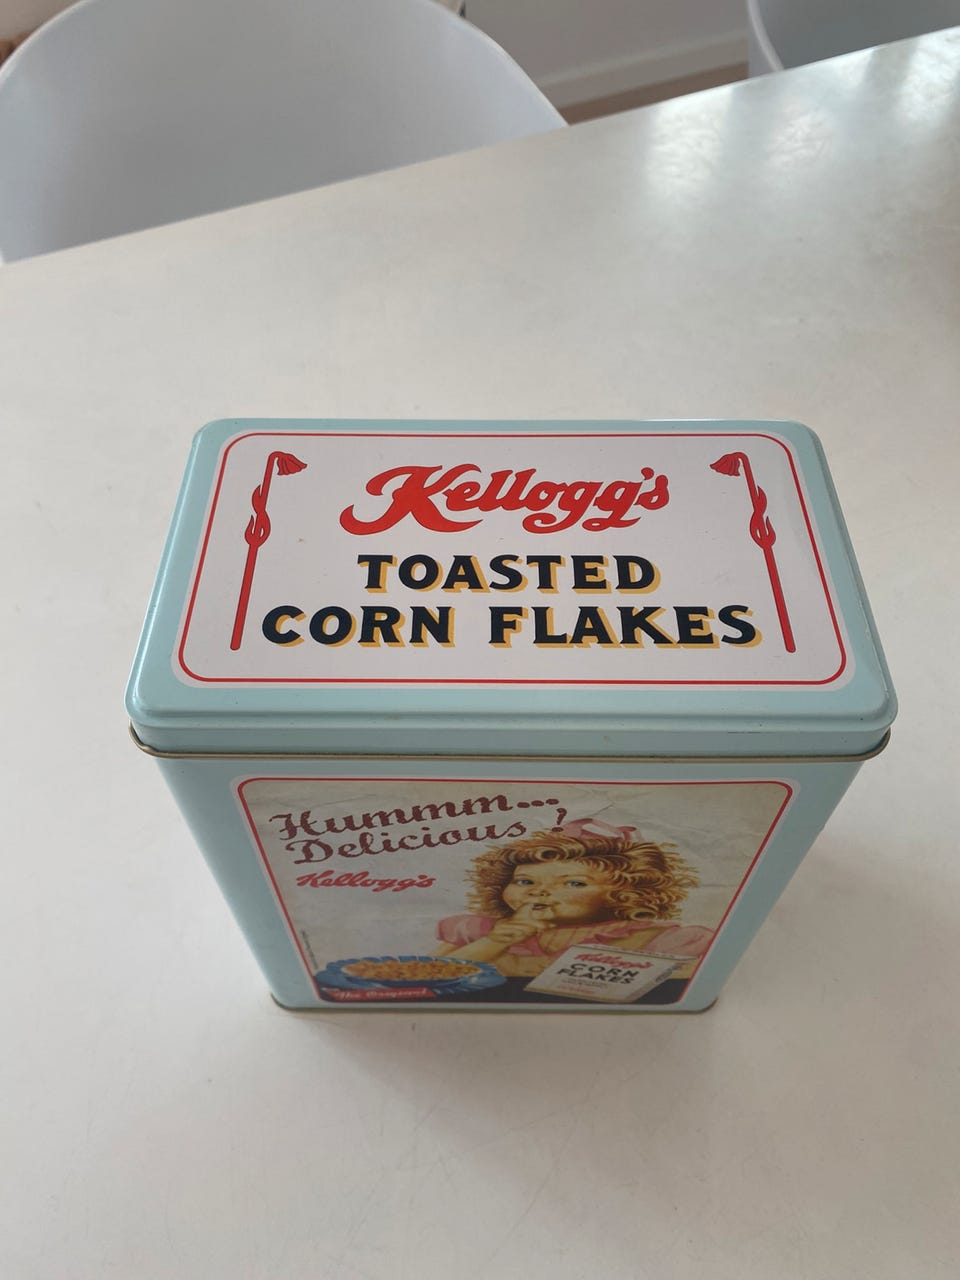 Kellogg's
TOASTED
CORN FLAKES
Hummm...
Delicious !
Kellogg's
Kellogg's
CORN
FLAKES
The Original